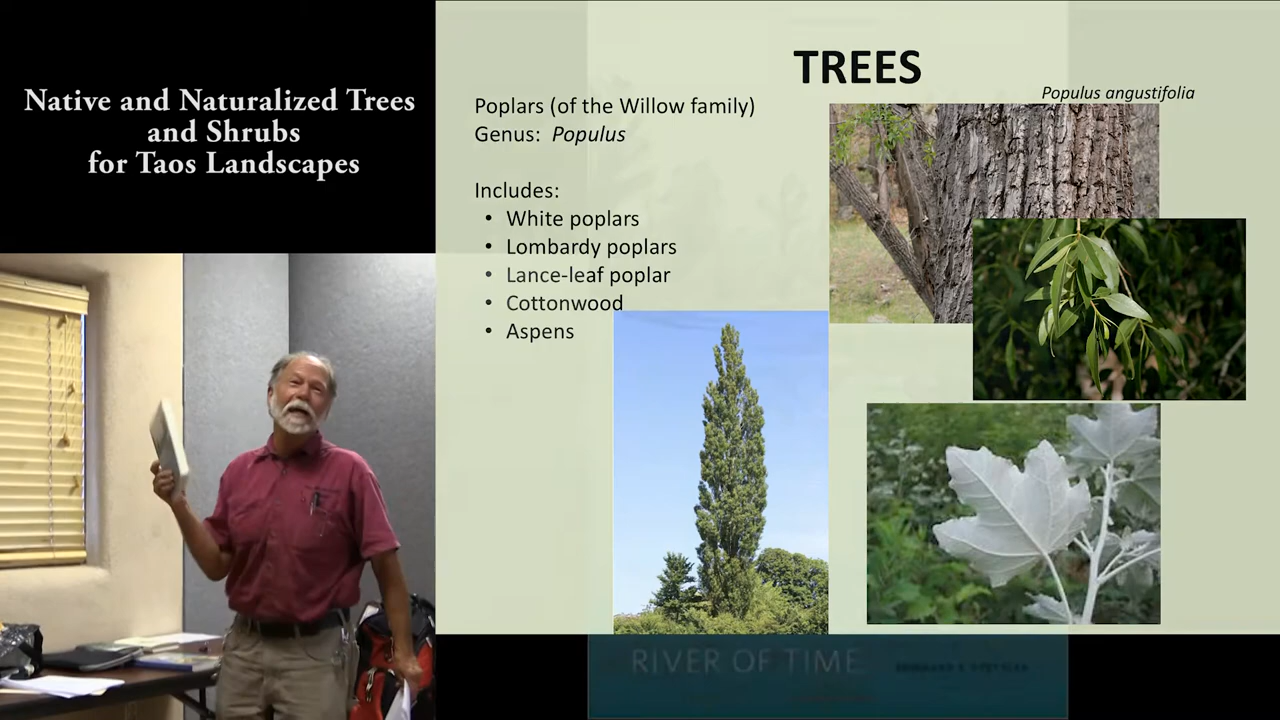 Native and Naturalized Trees
and Shrubs
for Taos Landscapes
TREES
Populus angustifolia
Poplars (of the Willow family)
Genus: Populus
Includes:
• White poplars
• Lombardy poplars
• Lance-leaf poplar
• Cottonwood
• Aspens
RIVER OF TIME